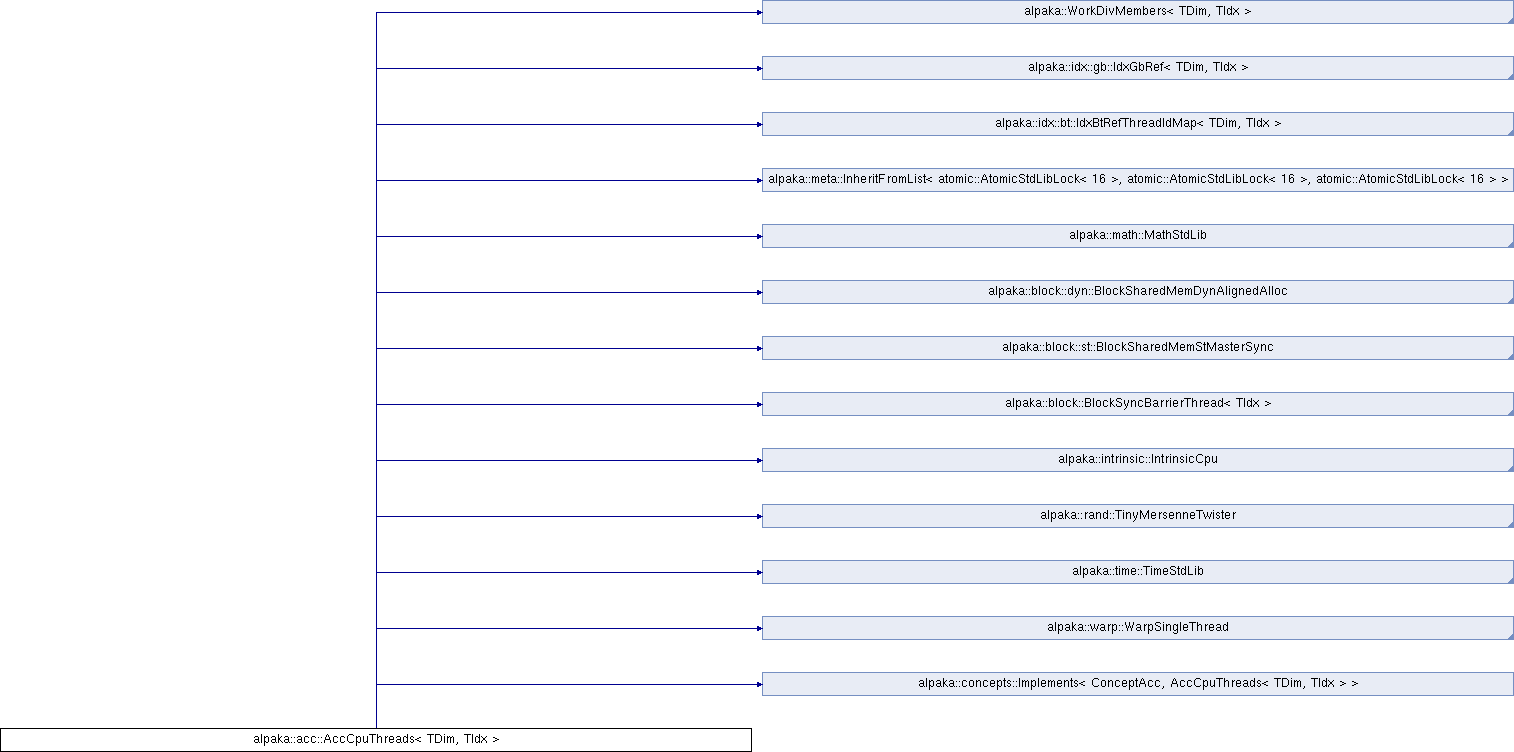 alpaka::WorkDivMembers< TDim, TIdx >
alpaka::idx::gb::IdxGbRef< TDim, TIdx >
alpaka::idx::bt::IdxBtRefThreadIdMap< TDim, TIdx >
alpaka::meta::InheritFromList< atomic::AtomicStdLibLock< 16 >, atomic::AtomicStdLibLock< 16 >, atomic::AtomicStdLibLock< 16 > >
alpaka::math::MathStdLib
alpaka::block::dyn::BlockSharedMemDynAlignedAlloc
alpaka::block::st::BlockSharedMemStMasterSync
alpaka::block::BlockSyncBarrierThread< TIdx >
alpaka::intrinsic::IntrinsicCpu
alpaka::rand::TinyMersenneTwister
alpaka::time::TimeStdLib
alpaka::warp::WarpSingleThread
alpaka::concepts::Implements< ConceptAcc, AccCpuThreads< TDim, TIdx > >
alpaka::acc::AccCpuThreads< TDim, TIdx >